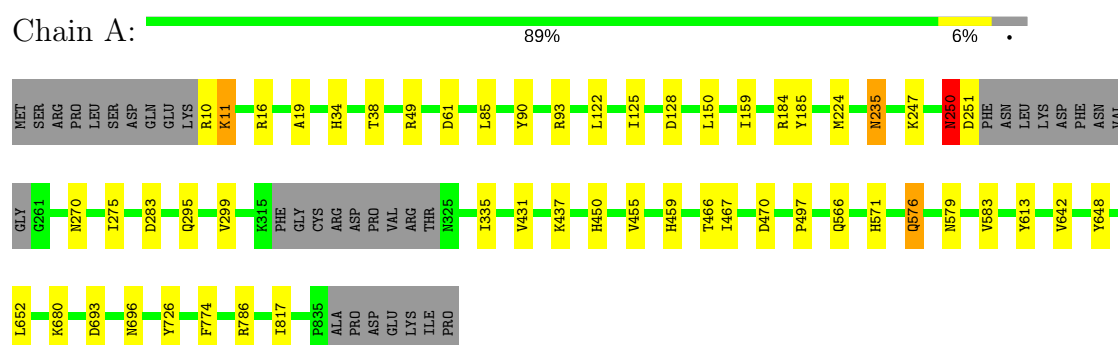 Chain A:
89% 6% •
MET SER ARG PRO LEU SER ASP GLN GLU LYS R10 K11 R16 A19 H34 T38 R49 D61 L85 Y90 R93 L122 I125 D128 L150 I159 R184 Y185 M224 N235 K247 N250 D251 PHE ASN LEU LYS ASP PHE ASN VAL
GLY G261 N270 I275 D283 Q295 V299 K315 PHE GLY CYS ARG ASP PRO VAL ARG THR N325 I335 V431 K437 H450 V455 H459 T466 I467 D470 P497 Q566 H571 Q576 N579 V583 Y613 V642 Y648
L652 K680 D693 N696 Y726 F774 R786 I817 P835 ALA PRO ASP GLU LYS ILE PRO